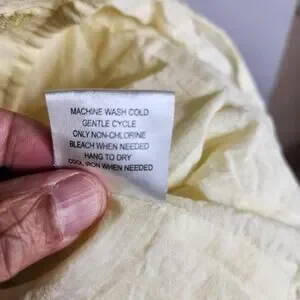 MACHINE WASH COLD
GENTLE CYCLE
ONLY NON-CHLORINE
BLEACH WHEN NEEDED
HANG TO DRY
COOL IRON WHEN NEEDED